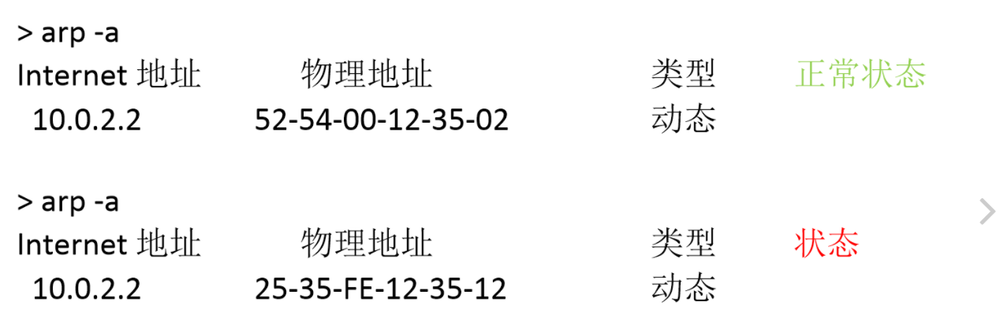 > arp -a
Internet 地址 物理地址 类型 正常状态
10.0.2.2 52-54-00-12-35-02 动态
> arp -a
Internet 地址 物理地址 类型 状态
10.0.2.2 25-35-FE-12-35-12 动态